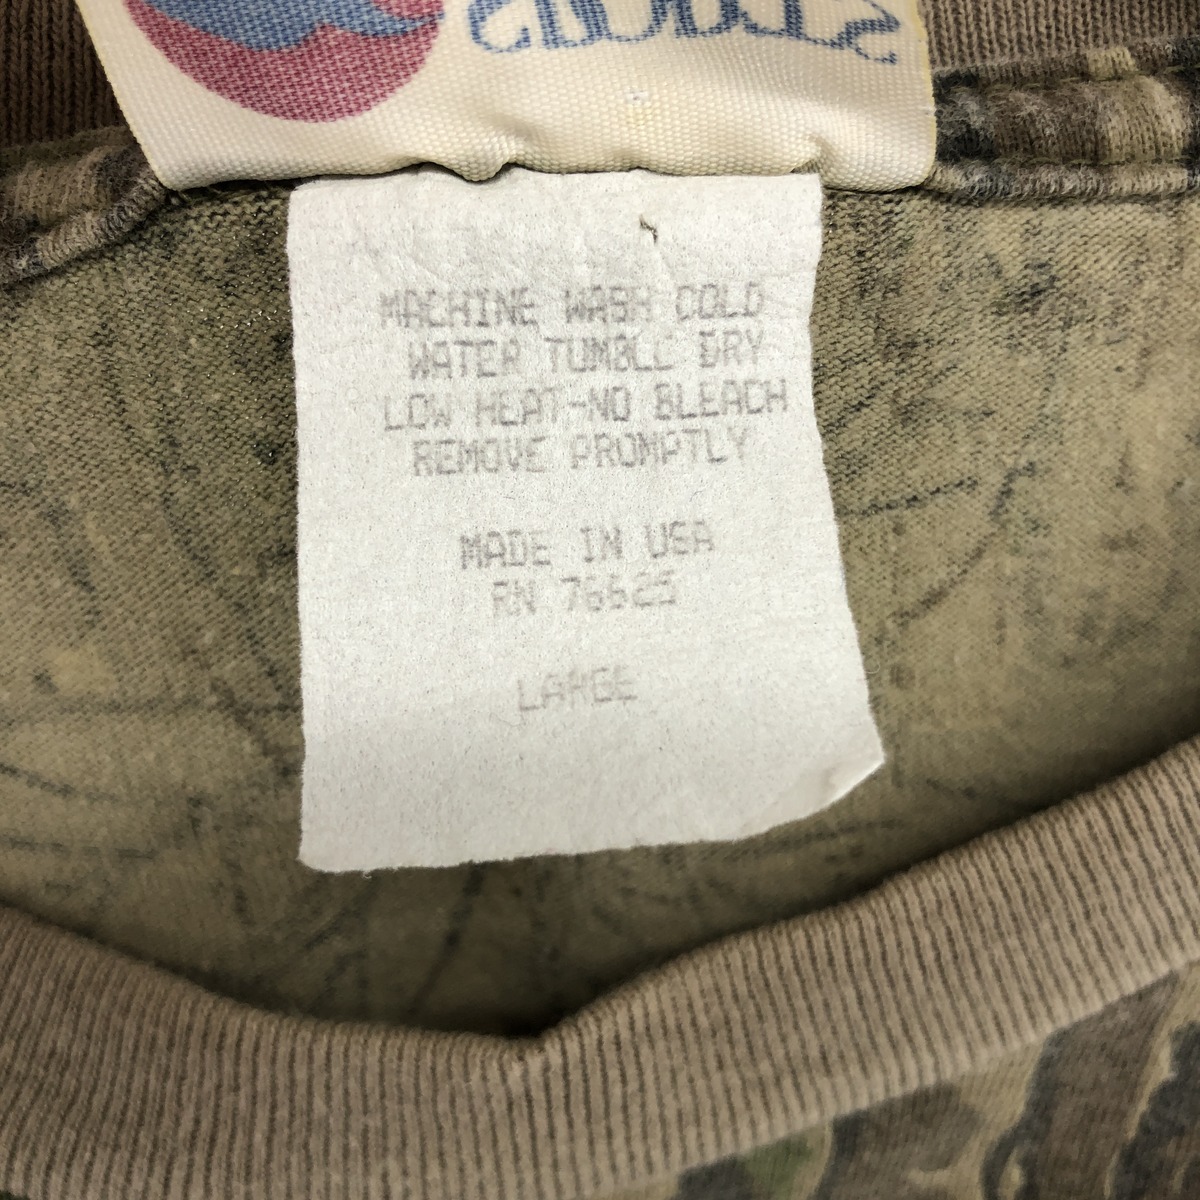 MACHINE WASH COLD
WATER TUMBLE DRY
LOW HEAT-NO BLEACH
REMOVE PROMPTLY
MADE IN USA
RN 76625
LARGE